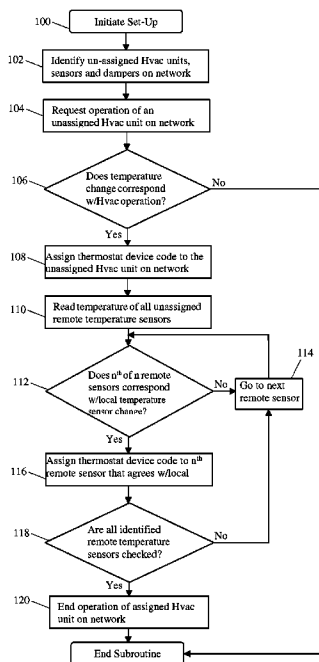 100
Initiate Set-Up
102
Identify un-assigned Hvac units,
sensors and dampers on network
104
Request operation of an
unassigned Hvac unit on network
106
Does temperature
change correspond
w/Hvac operation?
No
Yes
108
Assign thermostat device code to the
unassigned Hvac unit on network
110
Read temperature of all unassigned
remote temperature sensors
112
Does nth of n remote
sensors correspond
w/local temperature
sensor change?
No
114
Go to next
remote sensor
Yes
116
Assign thermostat device code to nth
remote sensor that agrees w/local
118
Are all identified
remote temperature
sensors checked?
No
Yes
120
End operation of assigned Hvac
unit on network
End Subroutine